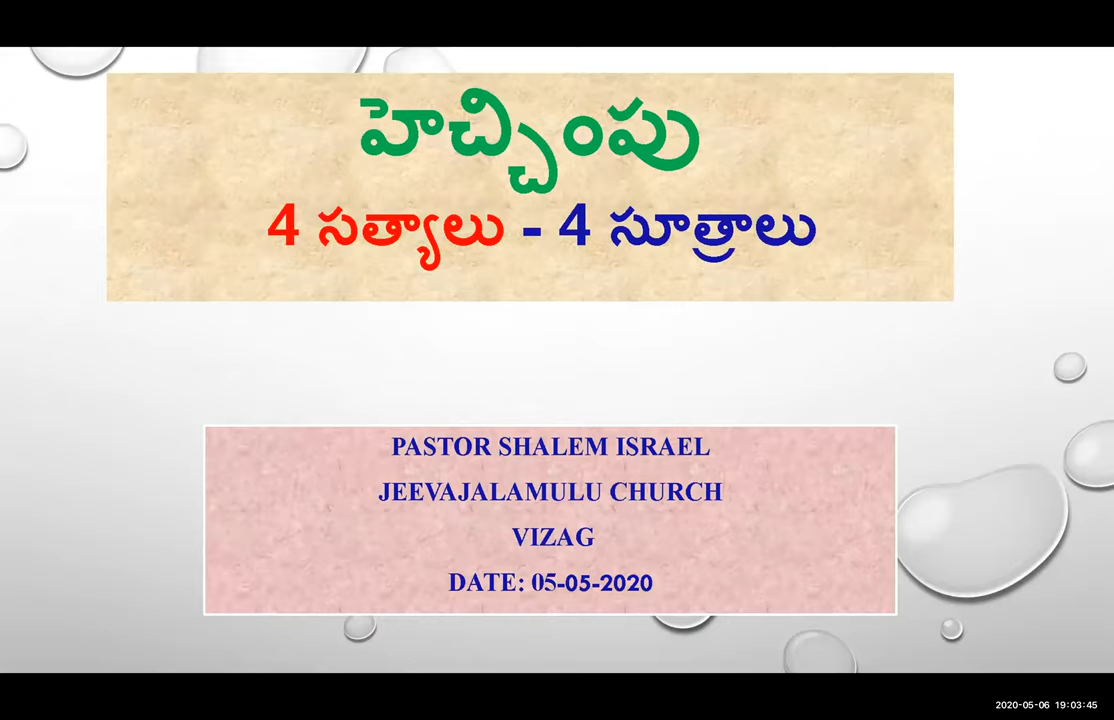 హెచ్చింపు
4 సత్యాలు - 4 సూత్రాలు
PASTOR SHALEM ISRAEL
JEEVAJALAMULU CHURCH
VIZAG
DATE: 05-05-2020
2020-05-06 19:03:45